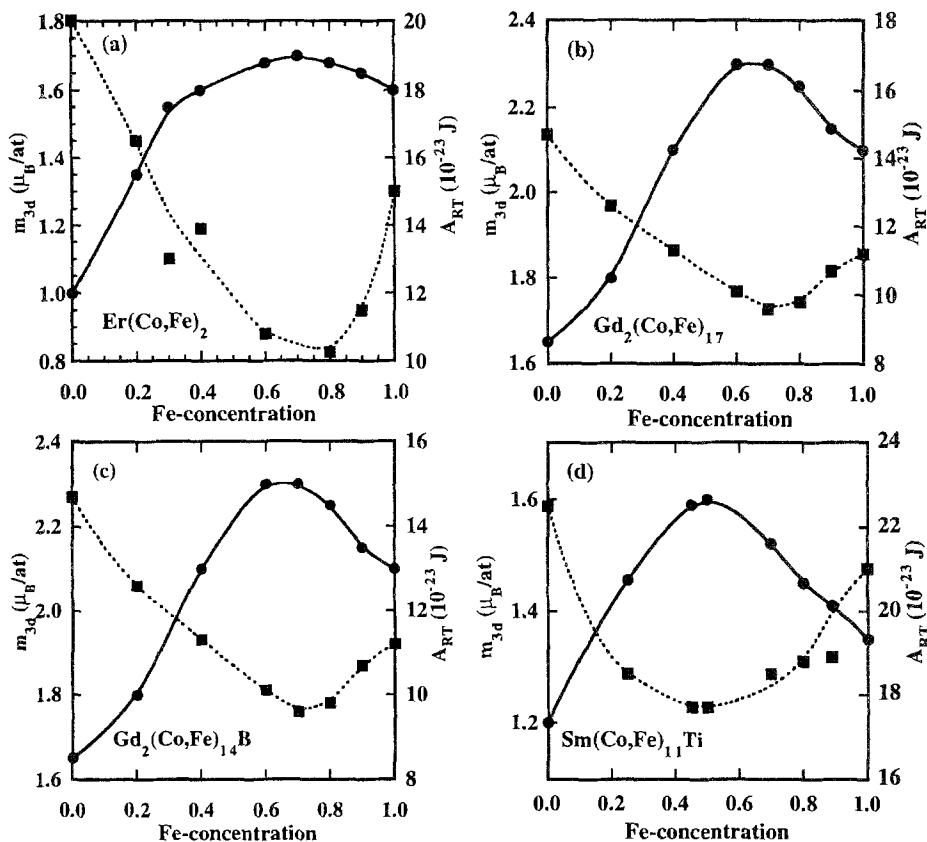 (a)
1.8
1.6
1.4
1.2
1.0
0.8
m3d (μB/at)
20
18
16
14
12
10
ART (10-23 J)
Er(Co,Fe)2
0.0 0.2 0.4 0.6 0.8 1.0
Fe-concentration
(b)
2.4
2.2
2.0
1.8
1.6
m3d (μB/at)
18
16
14
12
10
8
ART (10-23 J)
Gd2(Co,Fe)17
0.0 0.2 0.4 0.6 0.8 1.0
Fe-concentration
(c)
2.4
2.2
2.0
1.8
1.6
m3d (μB/at)
16
14
12
10
8
ART (10-23 J)
Gd2(Co,Fe)14B
0.0 0.2 0.4 0.6 0.8 1.0
Fe-concentration
(d)
1.6
1.4
1.2
m3d (μB/at)
24
22
20
18
16
ART (10-23 J)
Sm(Co,Fe)11Ti
0.0 0.2 0.4 0.6 0.8 1.0
Fe-concentration